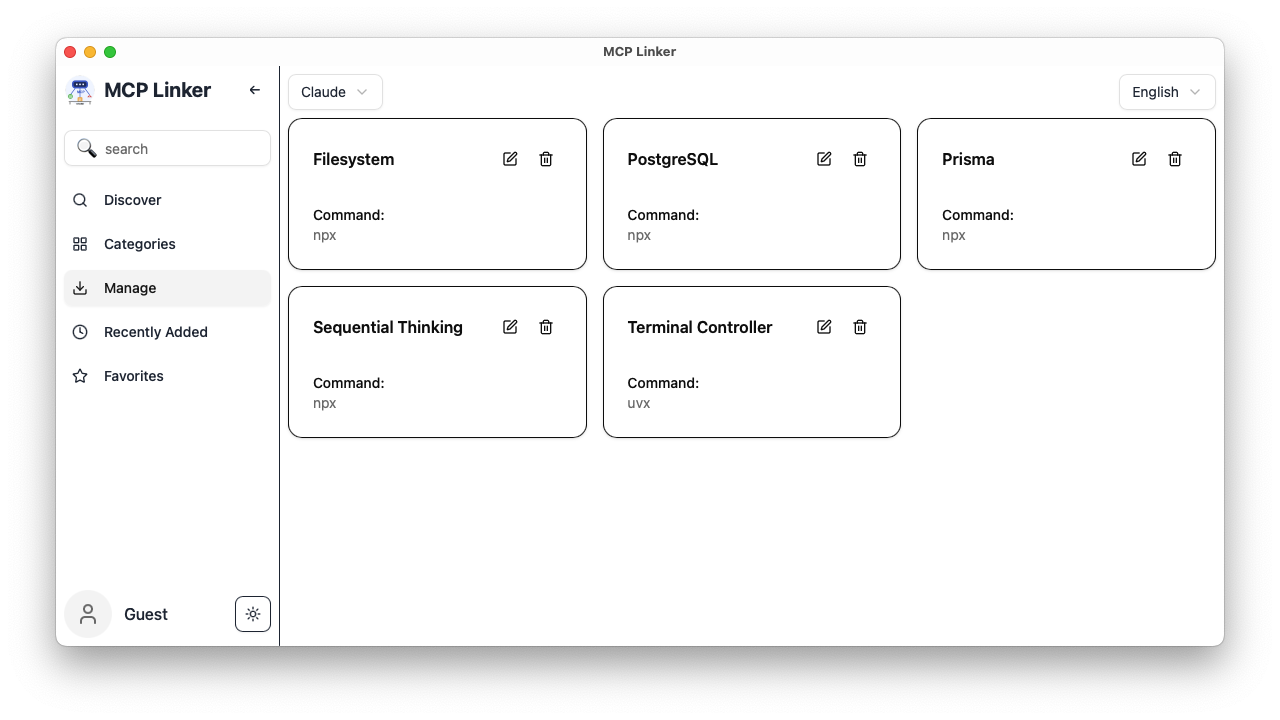 MCP Linker
MCP Linker
search
Discover
Categories
Manage
Recently Added
Favorites
Guest
Claude
English
Filesystem
Command:
npx
PostgreSQL
Command:
npx
Prisma
Command:
npx
Sequential Thinking
Command:
npx
Terminal Controller
Command:
uvx